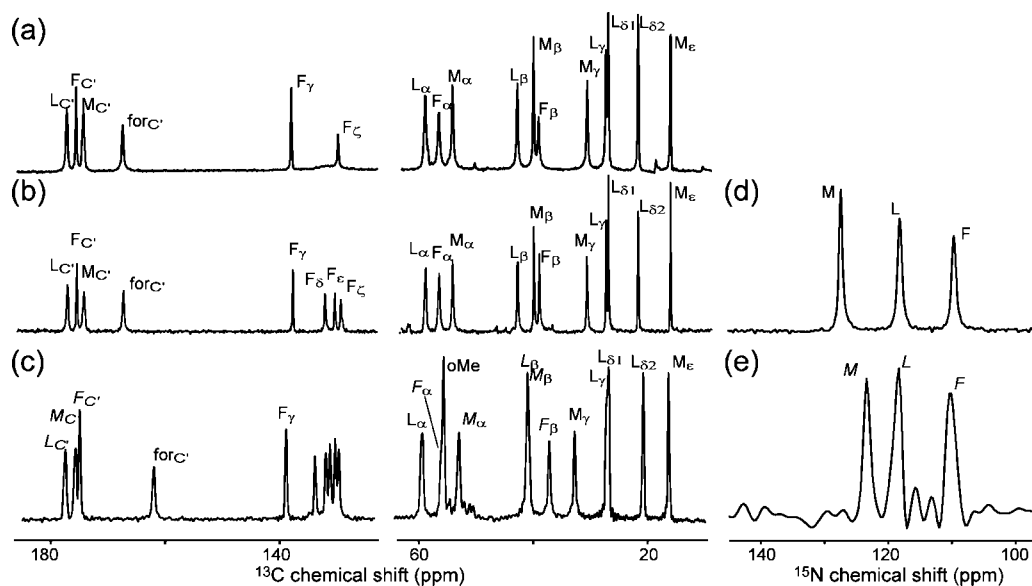 (a)
L_C' F_C' M_C' for_C' F_γ F_ζ L_α F_α M_α L_β M_β F_β M_γ L_γ L_δ1 L_δ2 M_ε
(b)
L_C' F_C' M_C' for_C' F_γ F_δ F_ε F_ζ L_α F_α M_α L_β M_β F_β M_γ L_γ L_δ1 L_δ2 M_ε
(d)
M L F
(c)
L_C' M_C' F_C' for_C' F_γ L_α F_α oMe M_α L_β M_β F_β M_γ L_γ L_δ1 L_δ2 M_ε
(e)
M L F
180 140 60 20
¹³C chemical shift (ppm)
140 120 100
¹⁵N chemical shift (ppm)